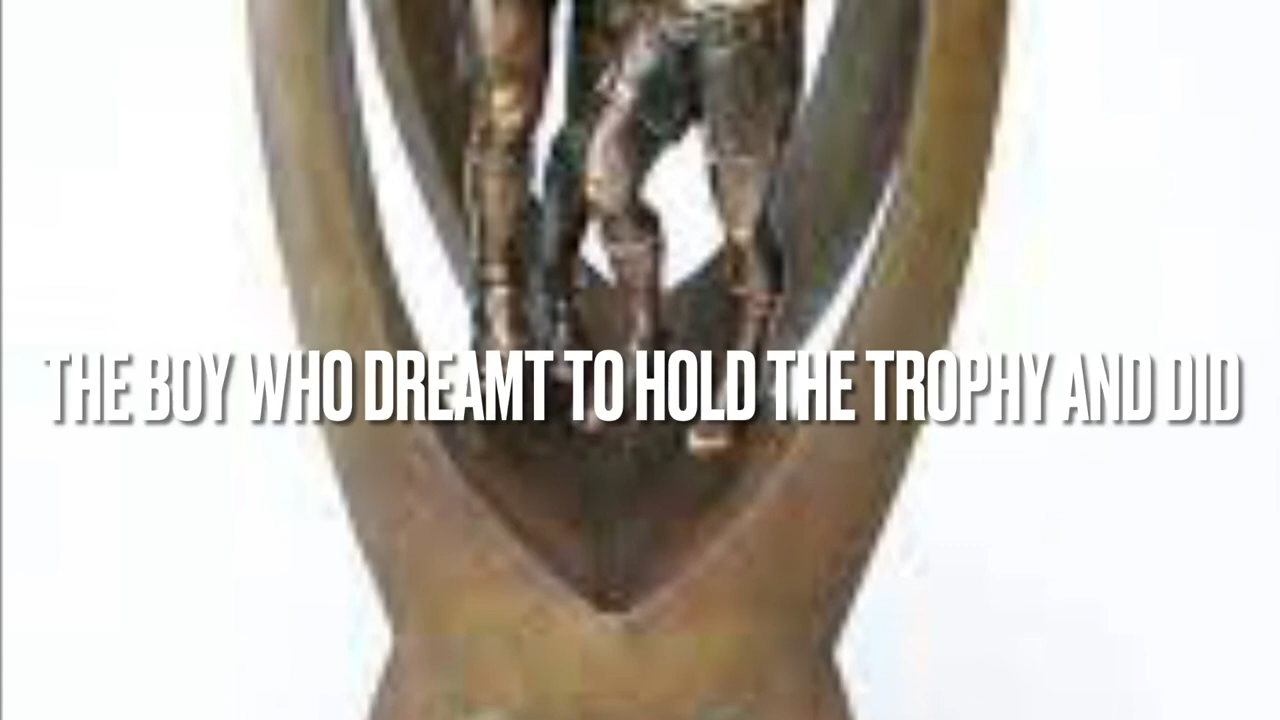 THE BOY WHO DREAMT TO HOLD THE TROPHY AND DID